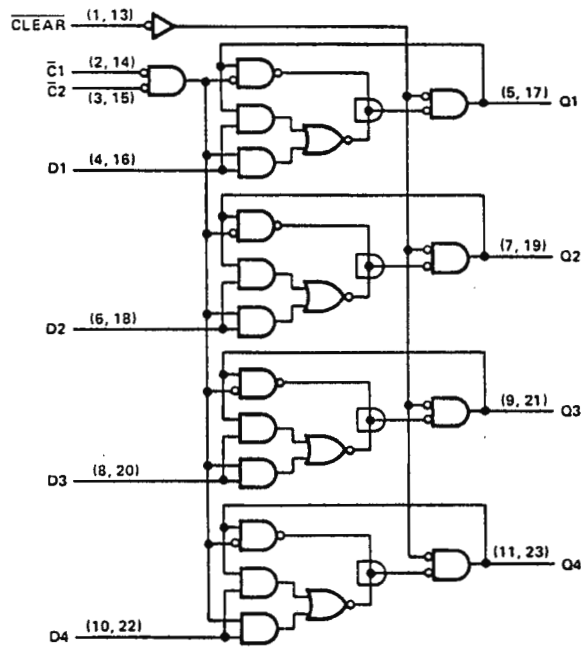 CLEAR (1, 13)
C1 (2, 14)
C2 (3, 15)
(5, 17) Q1
D1 (4, 16)
(7, 19) Q2
D2 (6, 18)
(9, 21) Q3
D3 (8, 20)
(11, 23) Q4
D4 (10, 22)